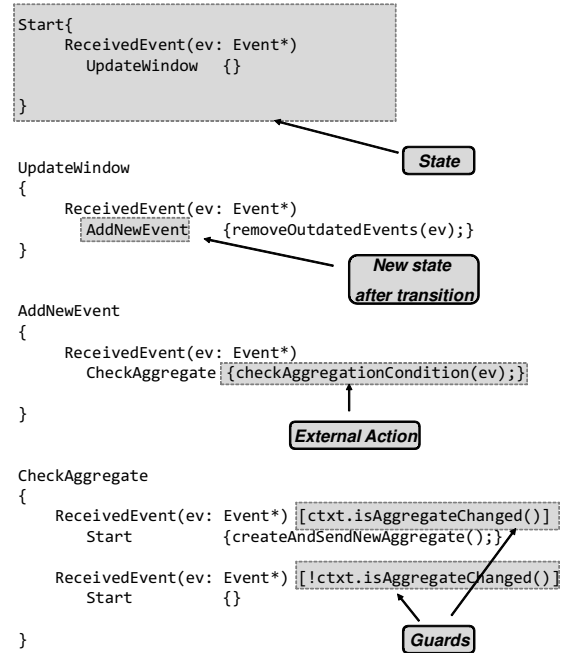 Start{
ReceivedEvent(ev: Event*)
UpdateWindow {}
}
State
UpdateWindow
{
ReceivedEvent(ev: Event*)
AddNewEvent {removeOutdatedEvents(ev);}
}
New state
after transition
AddNewEvent
{
ReceivedEvent(ev: Event*)
CheckAggregate {checkAggregationCondition(ev);}
}
External Action
CheckAggregate
{
ReceivedEvent(ev: Event*) [ctxt.isAggregateChanged()]
Start {createAndSendNewAggregate();}
ReceivedEvent(ev: Event*) [!ctxt.isAggregateChanged()]
Start {}
}
Guards